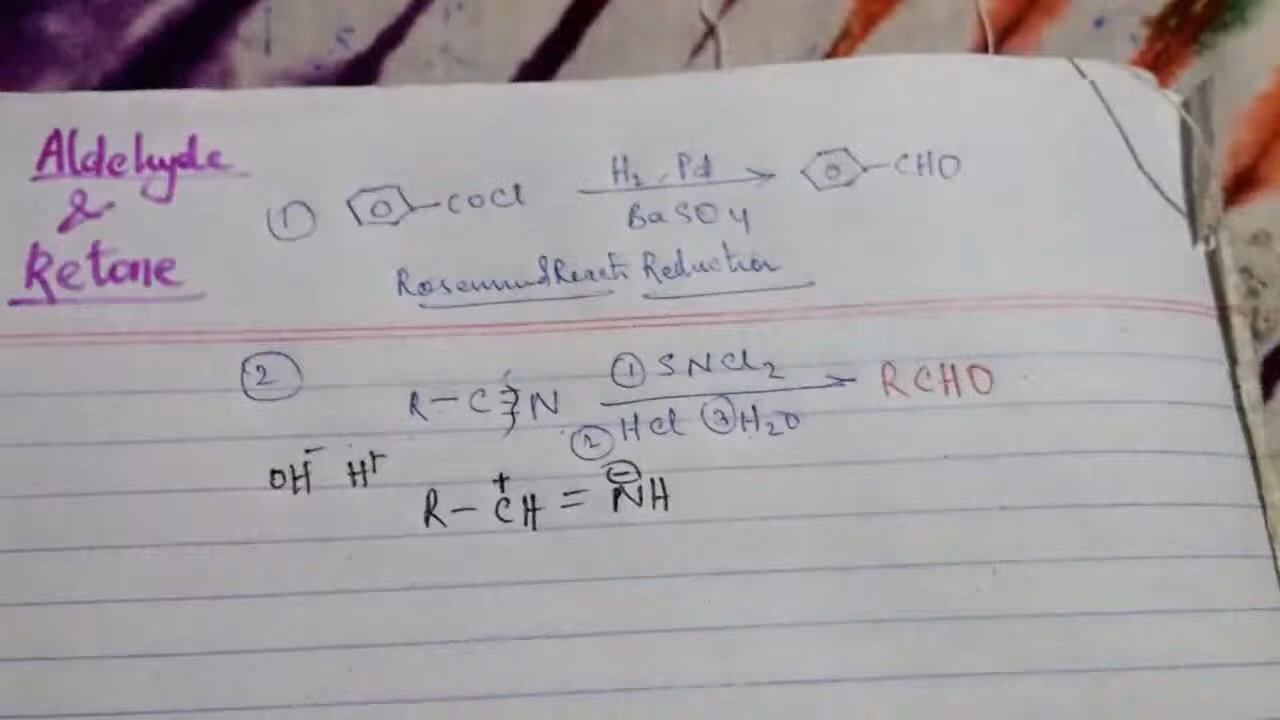 Aldehyde
&
Ketone
① -COCl H2, Pd BaSO4 -CHO
Reduction
② R-C≡N ① SNCl2 ② HCl ③ H2O RCHO
OH⁻ H⁺
R-C⁺H=N⁻H